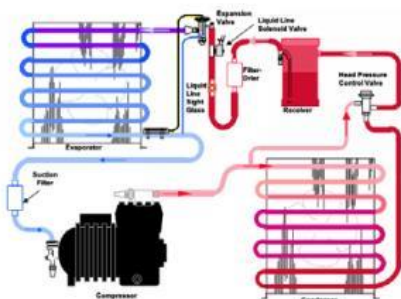 Expansion
Valve
Liquid Line
Solenoid Valve
Filter-
Drier
Liquid
Line
Sight
Glass
Receiver
Head Pressure
Control Valve
Evaporator
Suction
Filter
Compressor
Condenser